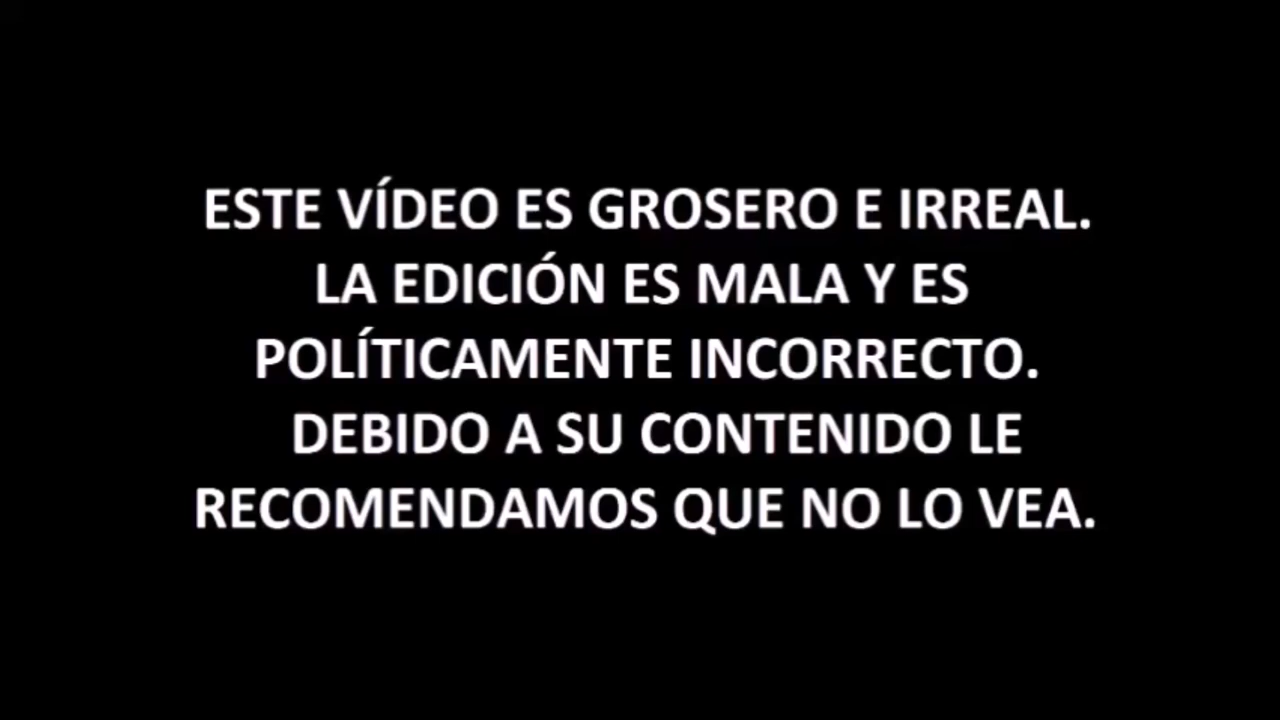 ESTE VÍDEO ES GROSERO E IRREAL.
LA EDICIÓN ES MALA Y ES
POLÍTICAMENTE INCORRECTO.
DEBIDO A SU CONTENIDO LE
RECOMENDAMOS QUE NO LO VEA.